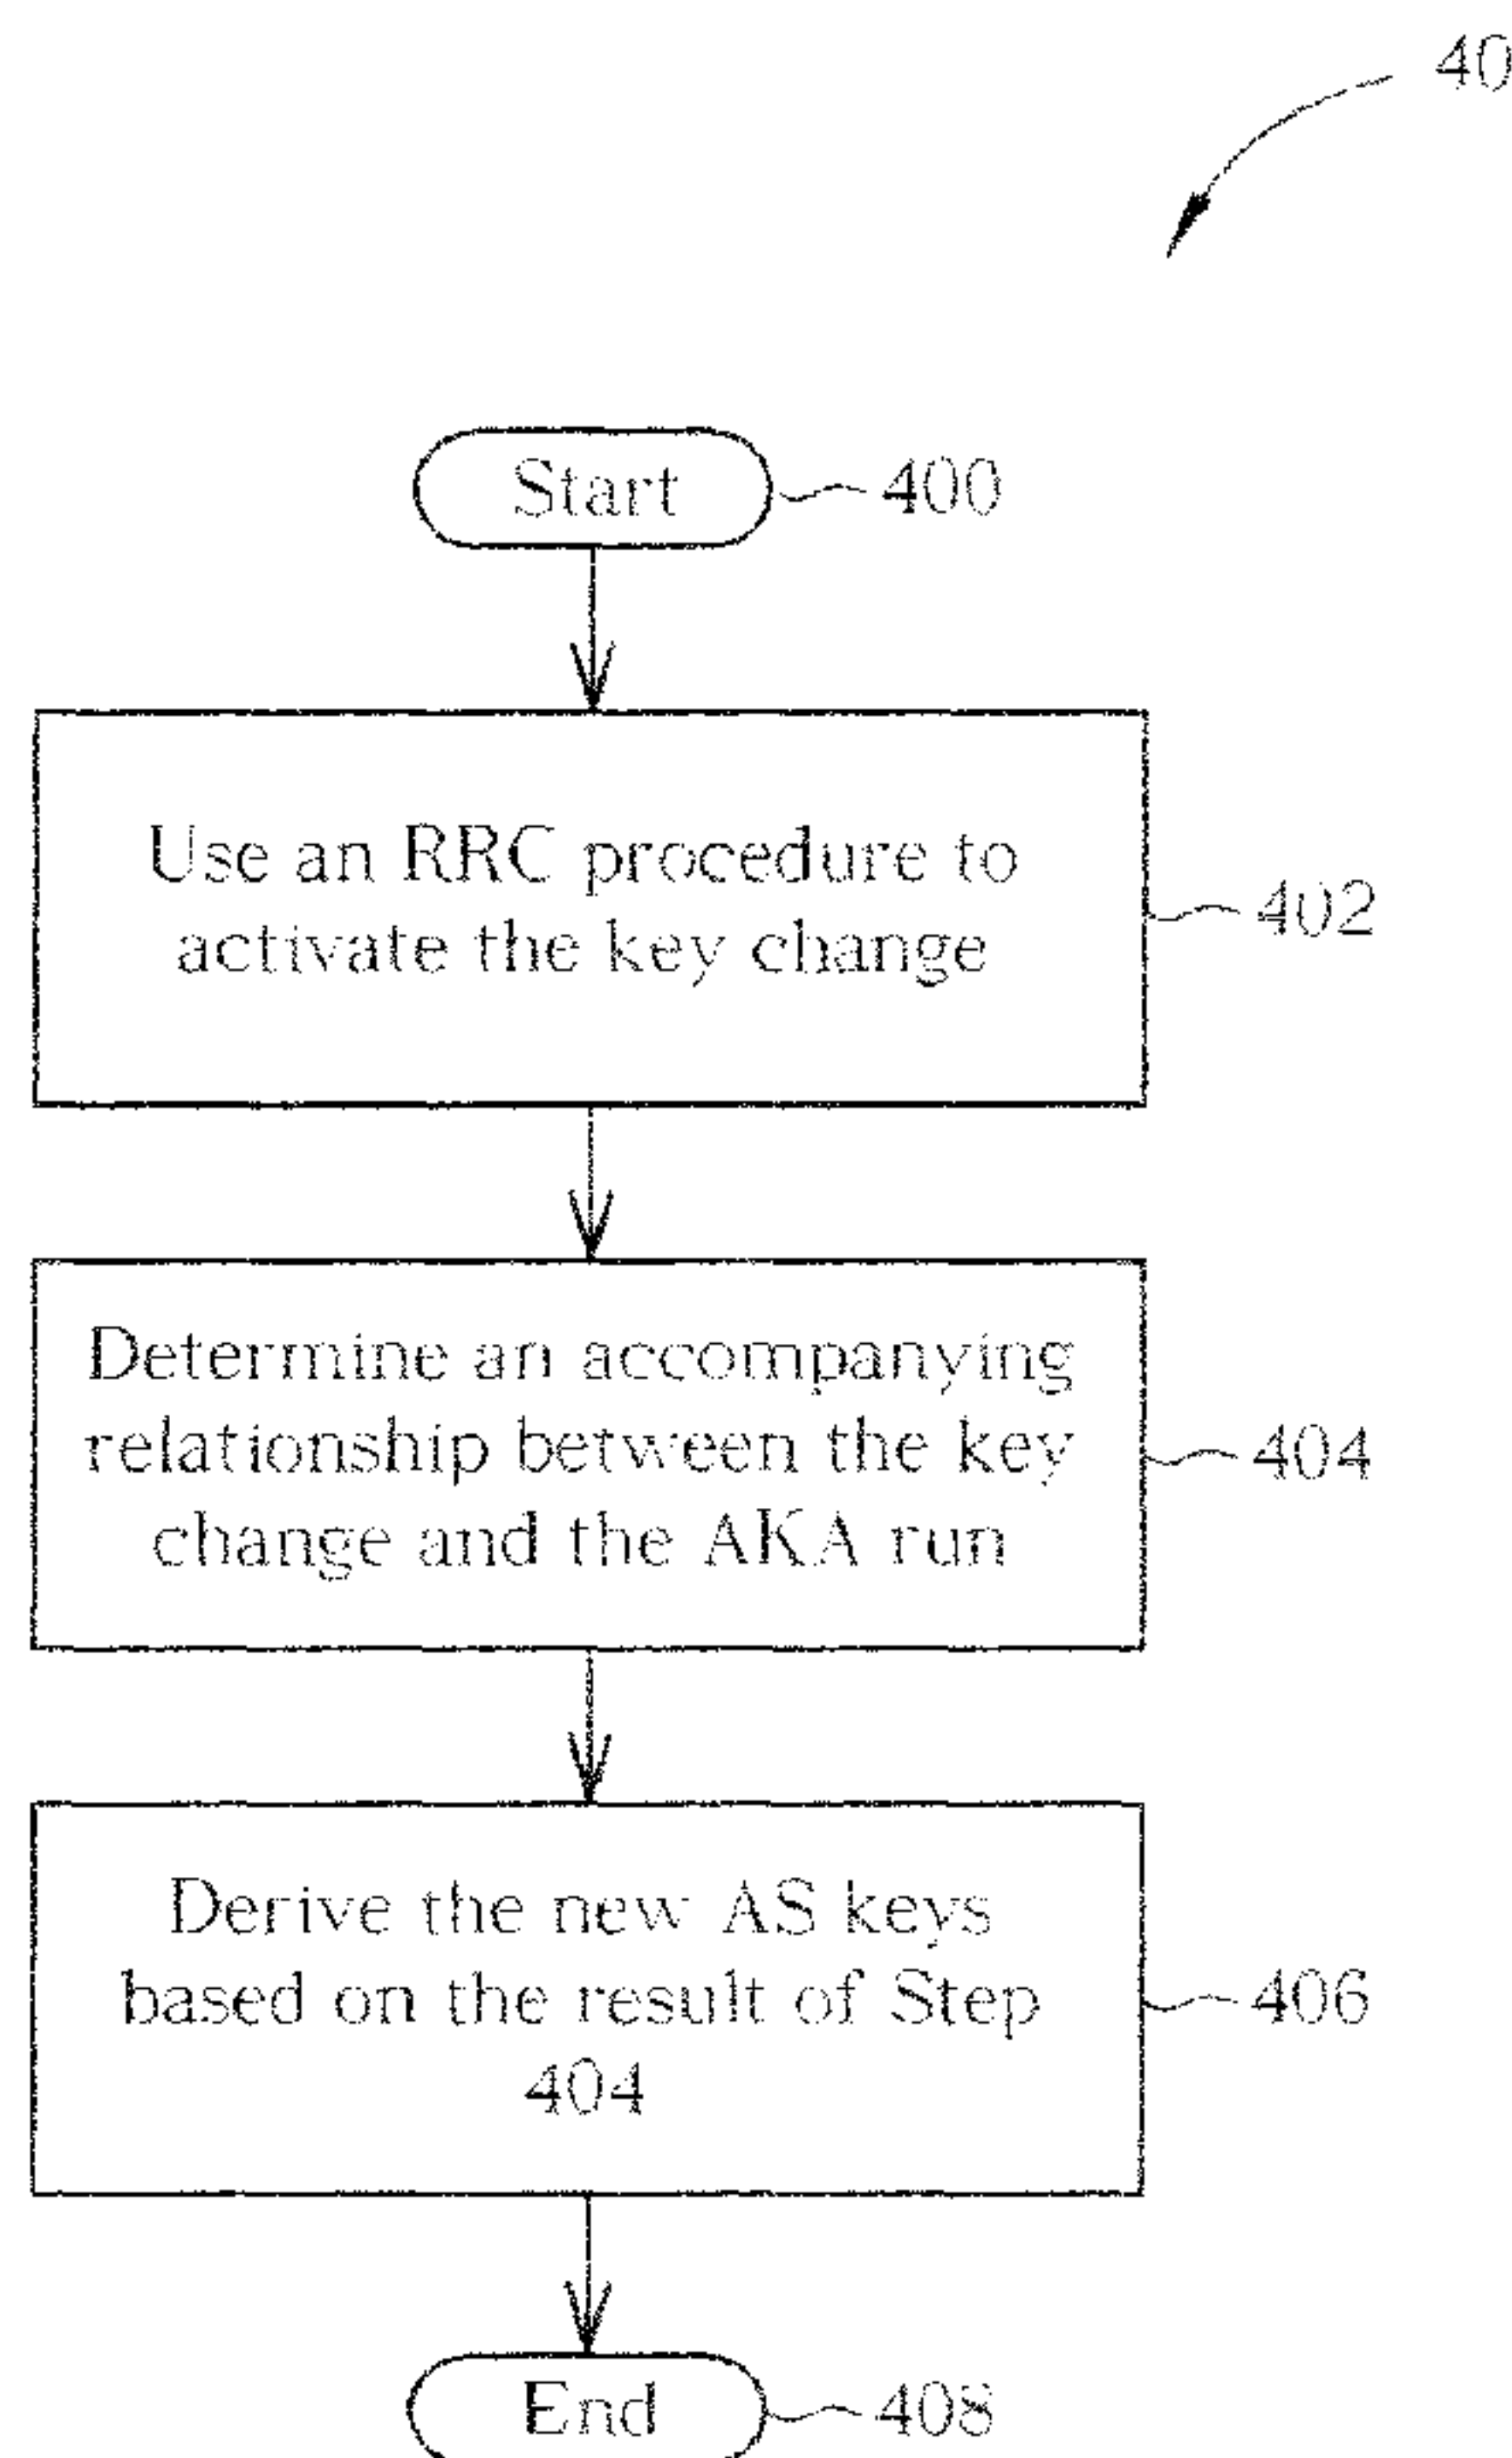 40
Start
400
Use an RRC procedure to
activate the key change
402
Determine an accompanying
relationship between the key
change and the AKA run
404
Derive the new AS keys
based on the result of Step
404
406
End
408